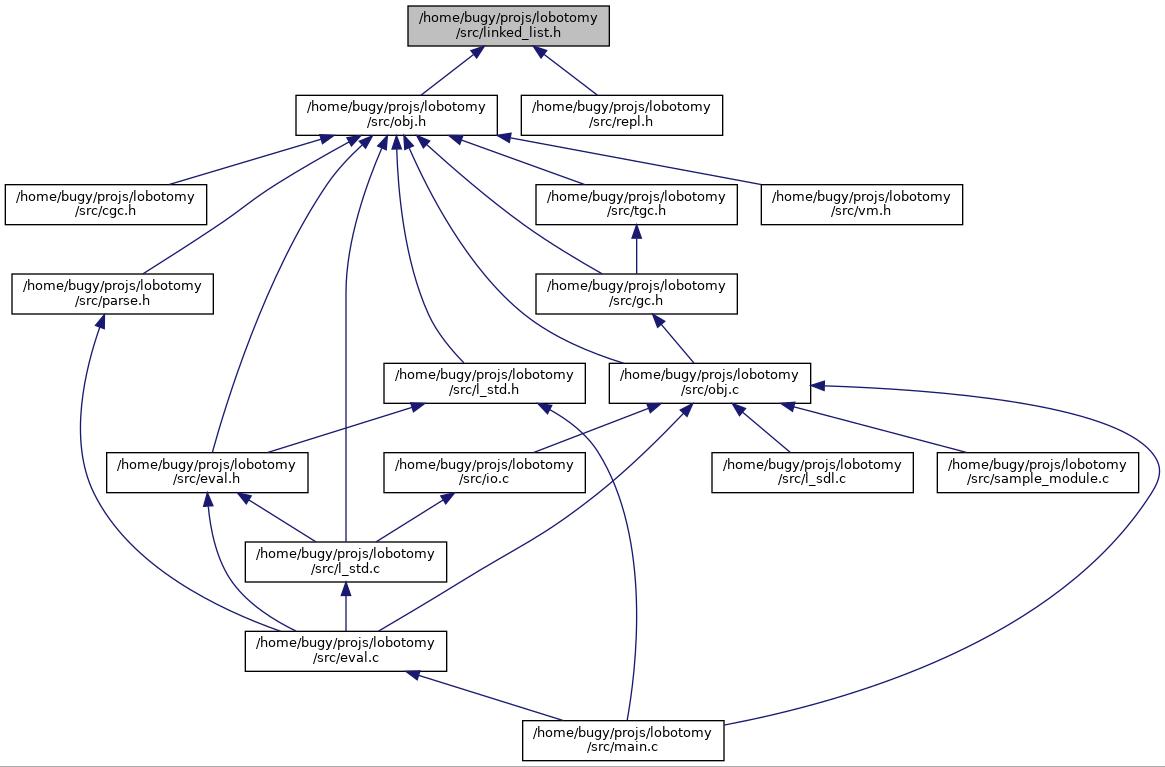 /home/bugy/projs/lobotomy
/src/linked_list.h
/home/bugy/projs/lobotomy
/src/obj.h
/home/bugy/projs/lobotomy
/src/repl.h
/home/bugy/projs/lobotomy
/src/cgc.h
/home/bugy/projs/lobotomy
/src/tgc.h
/home/bugy/projs/lobotomy
/src/vm.h
/home/bugy/projs/lobotomy
/src/parse.h
/home/bugy/projs/lobotomy
/src/gc.h
/home/bugy/projs/lobotomy
/src/l_std.h
/home/bugy/projs/lobotomy
/src/obj.c
/home/bugy/projs/lobotomy
/src/eval.h
/home/bugy/projs/lobotomy
/src/io.c
/home/bugy/projs/lobotomy
/src/l_sdl.c
/home/bugy/projs/lobotomy
/src/sample_module.c
/home/bugy/projs/lobotomy
/src/l_std.c
/home/bugy/projs/lobotomy
/src/eval.c
/home/bugy/projs/lobotomy
/src/main.c